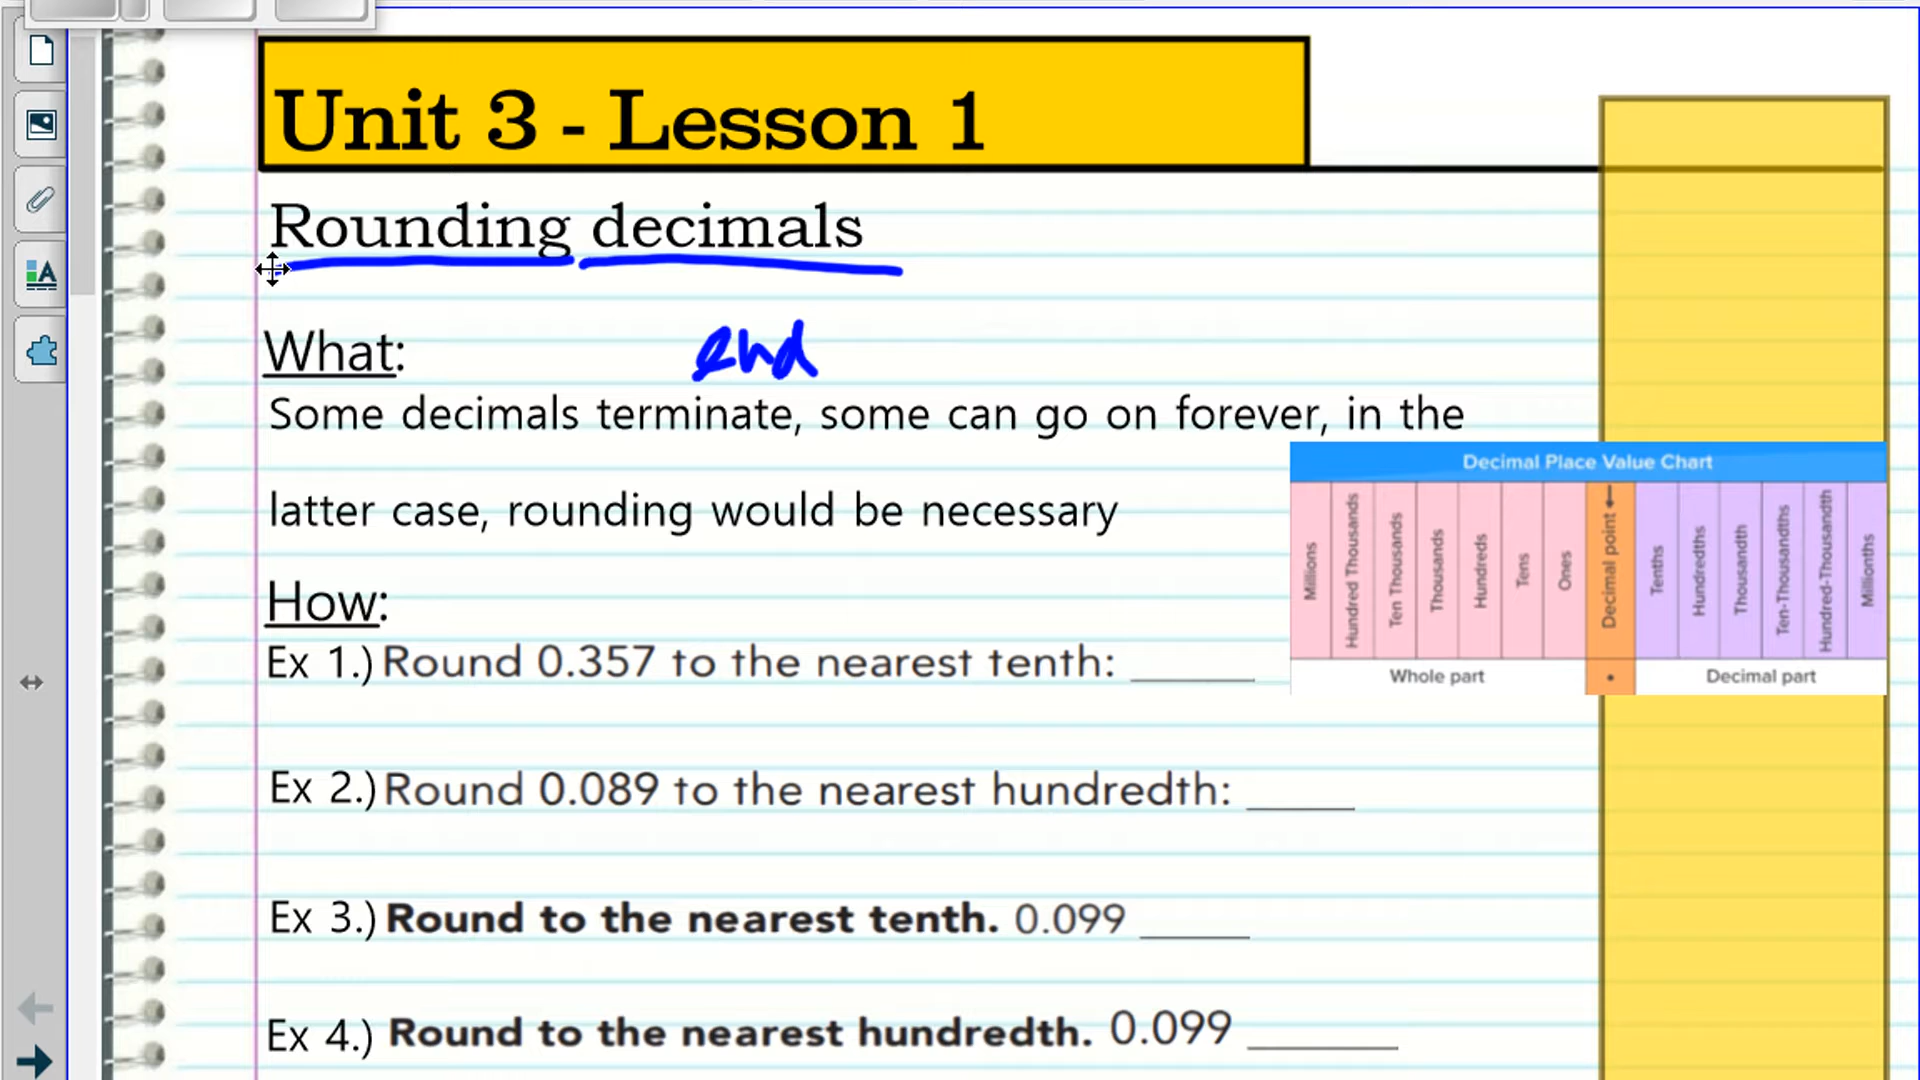 Unit 3 - Lesson 1
Rounding decimals
What:
end
Some decimals terminate, some can go on forever, in the
latter case, rounding would be necessary
Decimal Place Value Chart
Millions
Hundred Thousands
Ten Thousands
Thousands
Hundreds
Tens
Ones
Decimal point
Tenths
Hundredths
Thousandth
Ten-Thousandths
Hundred-Thousandth
Millionths
Whole part
.
Decimal part
How:
Ex 1.) Round 0.357 to the nearest tenth: ______
Ex 2.) Round 0.089 to the nearest hundredth: _____
Ex 3.) Round to the nearest tenth. 0.099 _____
Ex 4.) Round to the nearest hundredth. 0.099 _______